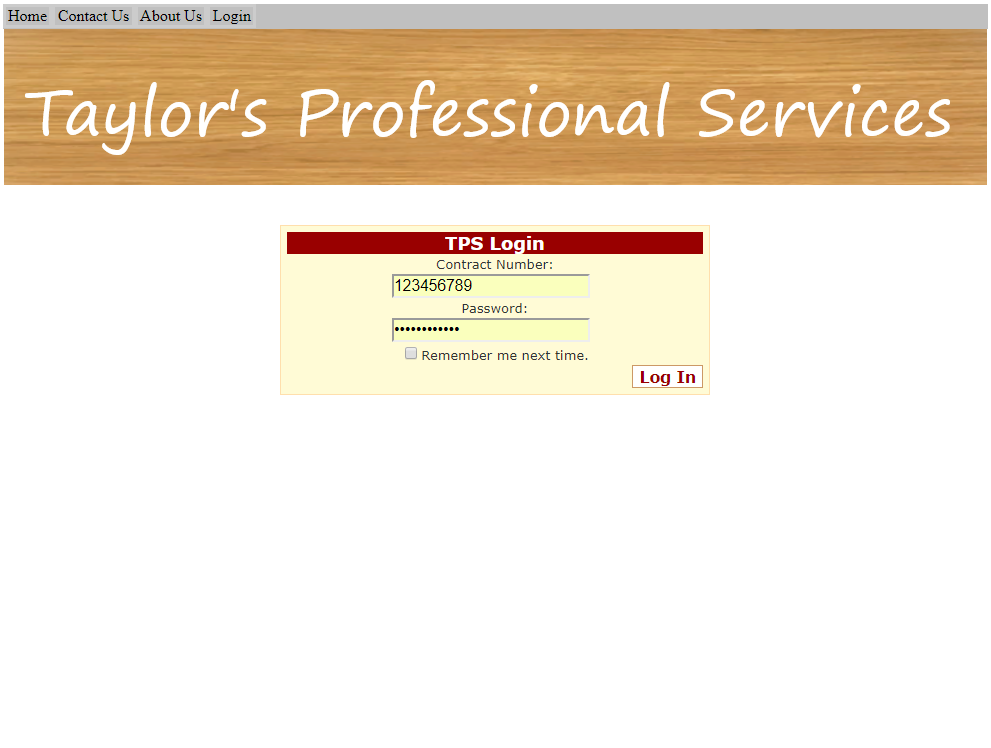 Home Contact Us About Us Login
Taylor's Professional Services
TPS Login
Contract Number:
123456789
Password:
••••••••••••
Remember me next time.
Log In